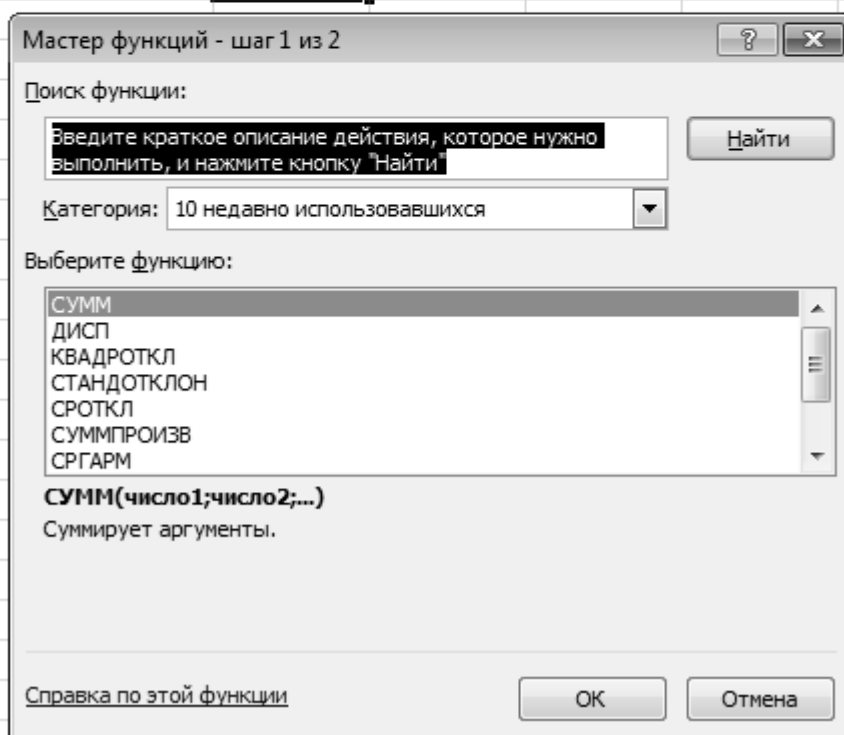 Мастер функций - шаг 1 из 2
Поиск функции:
Введите краткое описание действия, которое нужно
выполнить, и нажмите кнопку "Найти"
Найти
Категория: 10 недавно использовавшихся
Выберите функцию:
СУММ
ДИСП
КВАДРОТКЛ
СТАНДОТКЛОН
СРОТКЛ
СУММПРОИЗВ
СРГАРМ
СУММ(число1;число2;...)
Суммирует аргументы.
Справка по этой функции
ОК
Отмена